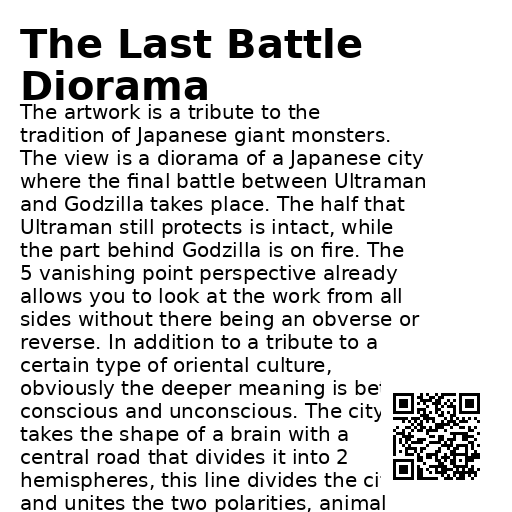 The Last Battle
Diorama
The artwork is a tribute to the
tradition of Japanese giant monsters.
The view is a diorama of a Japanese city
where the final battle between Ultraman
and Godzilla takes place. The half that
Ultraman still protects is intact, while
the part behind Godzilla is on fire. The
5 vanishing point perspective already
allows you to look at the work from all
sides without there being an obverse or
reverse. In addition to a tribute to a
certain type of oriental culture,
obviously the deeper meaning is
conscious and unconscious. The city
takes the shape of a brain with a
central road that divides it into 2
hemispheres, this line divides the
and unites the two polarities, animal